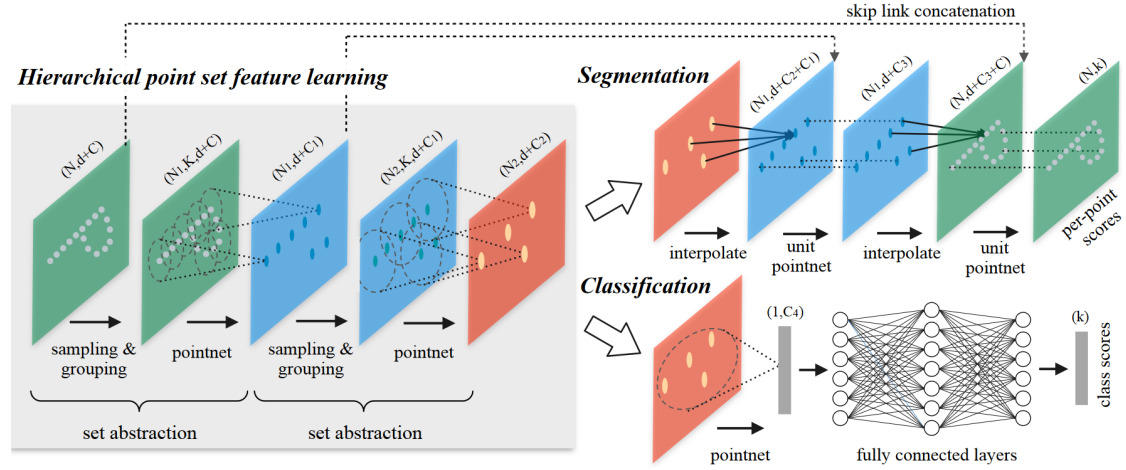 skip link concatenation
Hierarchical point set feature learning
(N,d+C)
(N1,K,d+C)
(N1,d+C1)
(N2,K,d+C1)
(N2,d+C2)
sampling &
grouping
pointnet
sampling &
grouping
pointnet
set abstraction
set abstraction
Segmentation
(N1,d+C2+C1)
(N1,d+C3)
(N,d+C3+C)
(N,k)
interpolate
unit
pointnet
interpolate
unit
pointnet
per-point
scores
Classification
(1,C4)
(k)
class scores
pointnet
fully connected layers